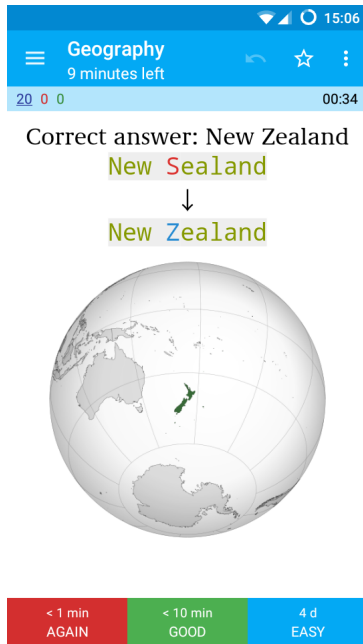 15:06
Geography
9 minutes left
20 0 0 00:34
Correct answer: New Zealand
New Sealand
↓
New Zealand
< 1 min < 10 min 4 d
AGAIN GOOD EASY